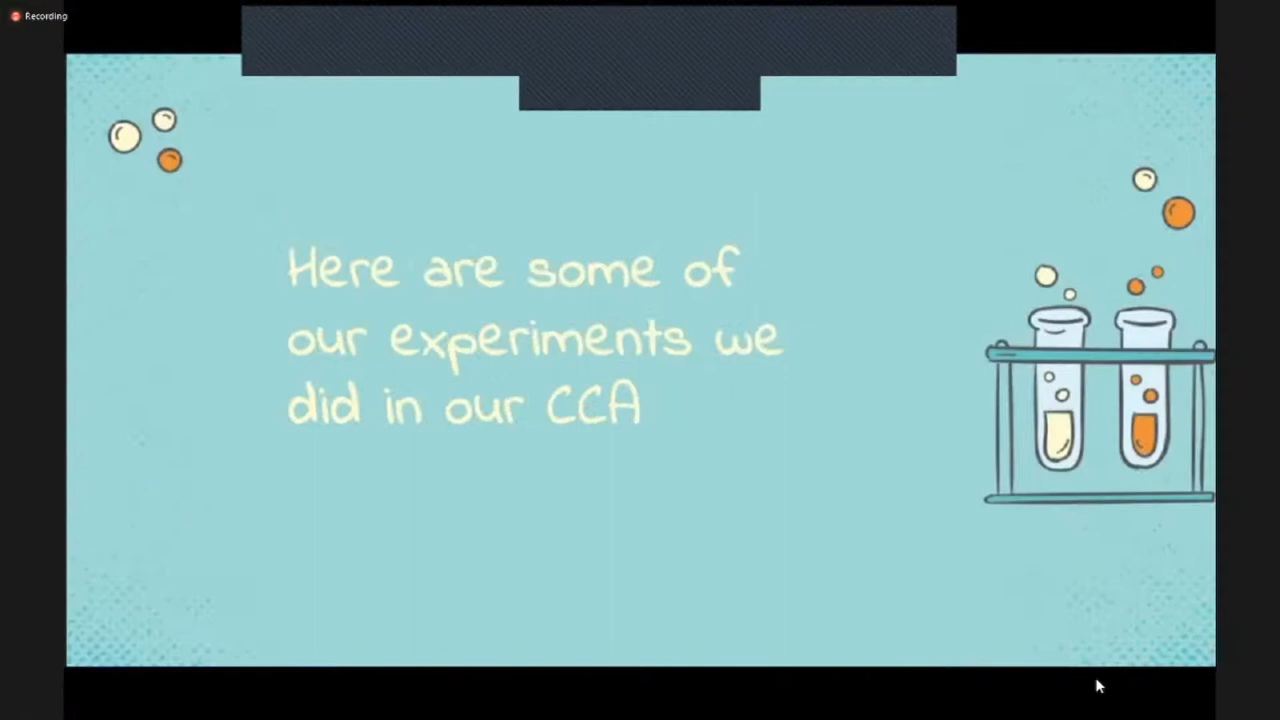 Recording
Here are some of
our experiments we
did in our CCA